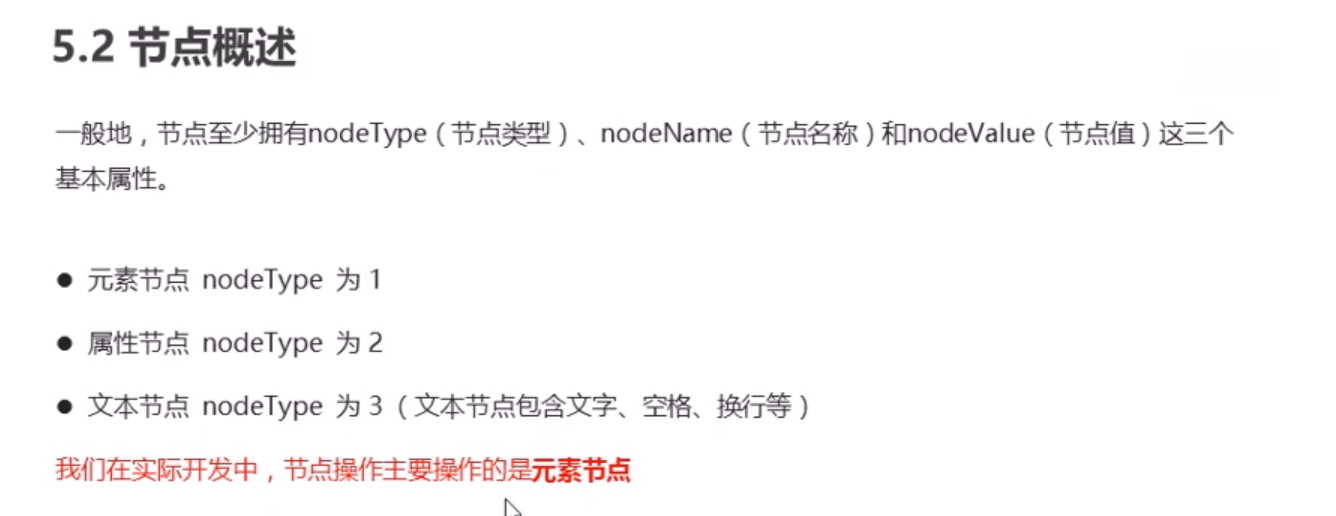 5.2 节点概述
一般地，节点至少拥有nodeType（节点类型）、nodeName（节点名称）和nodeValue（节点值）这三个
基本属性。
● 元素节点 nodeType 为 1
● 属性节点 nodeType 为 2
● 文本节点 nodeType 为 3（文本节点包含文字、空格、换行等）
我们在实际开发中，节点操作主要操作的是元素节点